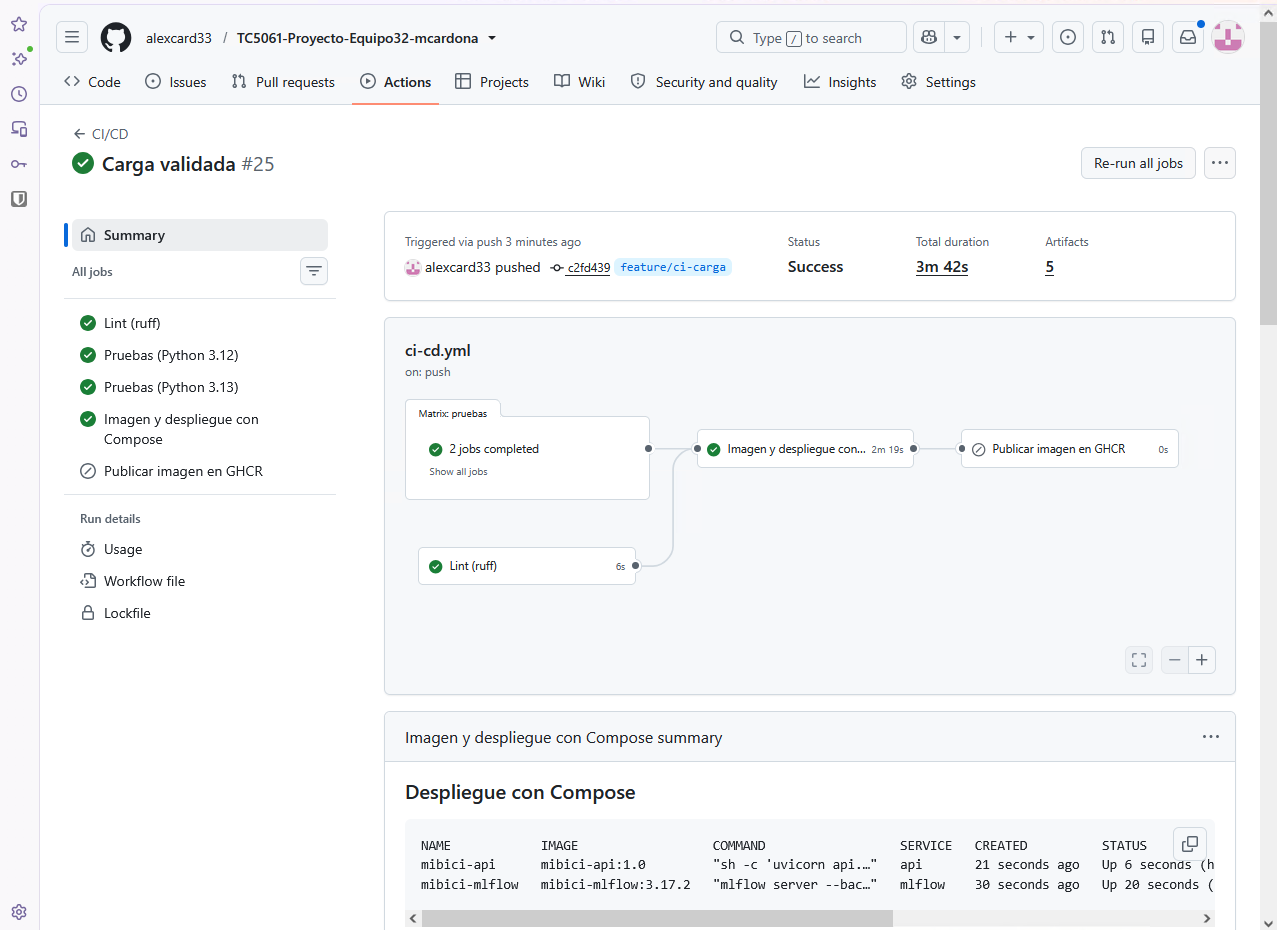 alexcard33 / TC5061-Proyecto-Equipo32-mcardona
Type / to search
Code Issues Pull requests Actions Projects Wiki Security and quality Insights Settings
CI/CD
Carga validada #25
Re-run all jobs
Summary
All jobs
Lint (ruff)
Pruebas (Python 3.12)
Pruebas (Python 3.13)
Imagen y despliegue con
Compose
Publicar imagen en GHCR
Run details
Usage
Workflow file
Lockfile
Triggered via push 3 minutes ago
alexcard33 pushed c2fd439 feature/ci-carga
Status
Success
Total duration
3m 42s
Artifacts
5
ci-cd.yml
on: push
Matrix: pruebas
2 jobs completed
Show all jobs
Imagen y despliegue con... 2m 19s
Publicar imagen en GHCR 0s
Lint (ruff) 6s
Imagen y despliegue con Compose summary
Despliegue con Compose
NAME IMAGE COMMAND SERVICE CREATED STATUS
mibici-api mibici-api:1.0 "sh -c 'uvicorn api.…" api 21 seconds ago Up 6 seconds (h
mibici-mlflow mibici-mlflow:3.17.2 "mlflow server --bac…" mlflow 30 seconds ago Up 20 seconds (